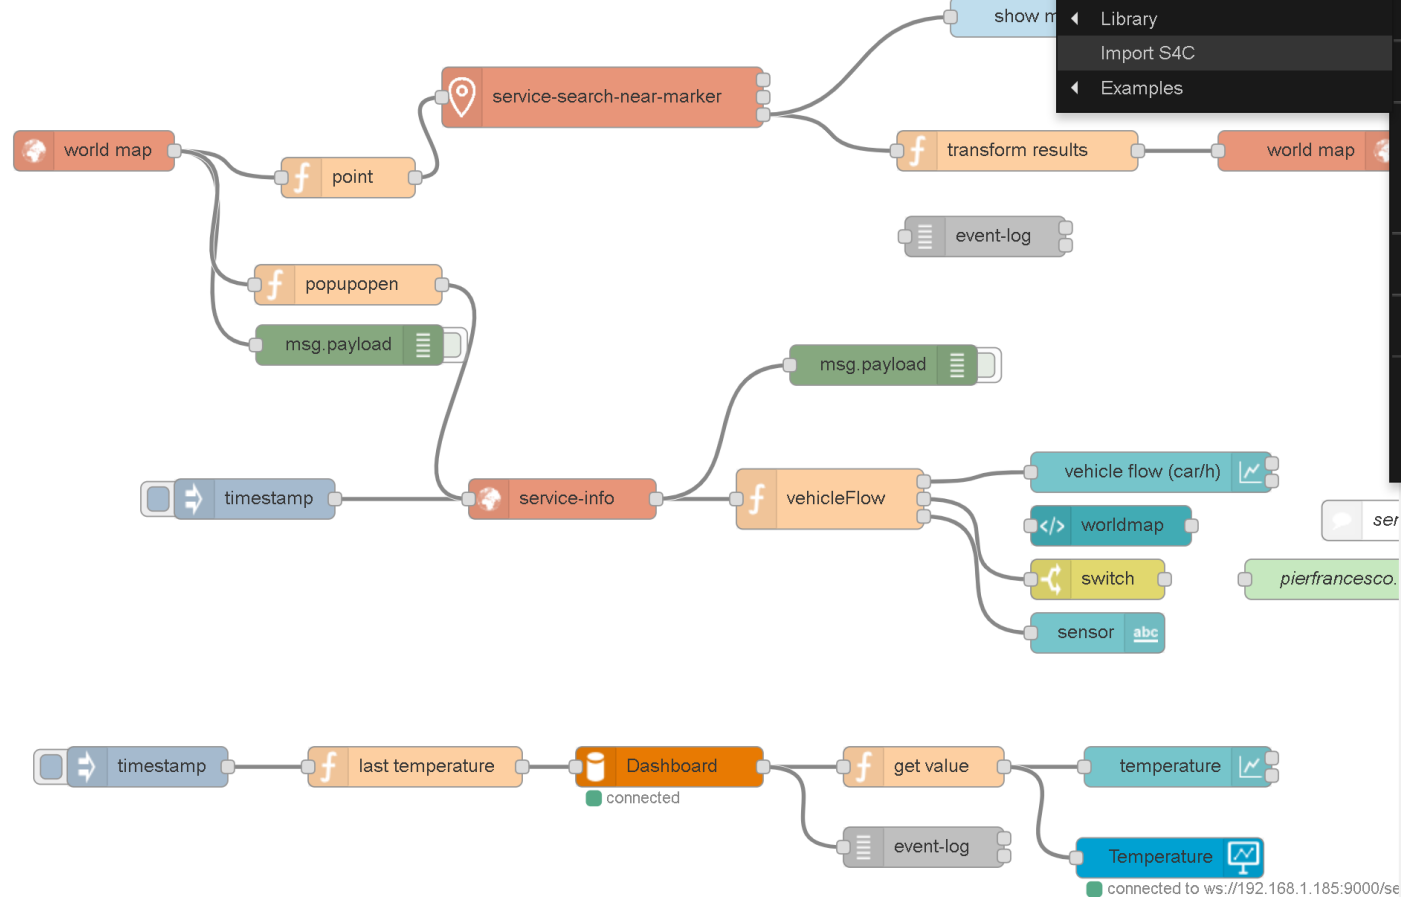 show
Library
Import S4C
Examples
service-search-near-marker
world map
point
transform results
world map
event-log
popupopen
msg.payload
msg.payload
timestamp
service-info
vehicleFlow
vehicle flow (car/h)
</> worldmap
switch
pierfrancesco.
sensor
abc
timestamp
last temperature
Dashboard
get value
temperature
connected
event-log
Temperature
connected to ws://192.168.1.185:9000/se